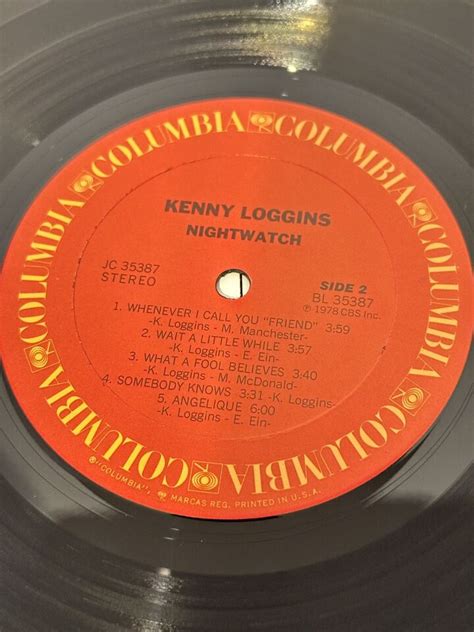 COLUMBIA COLUMBIA COLUMBIA COLUMBIA COLUMBIA COLUMBIA
KENNY LOGGINS
NIGHTWATCH
JC 35387
STEREO
SIDE 2
BL 35387
℗ 1978 CBS Inc.
1. WHENEVER I CALL YOU "FRIEND" 3:59
-K. Loggins - M. Manchester-
2. WAIT A LITTLE WHILE 3:57
-K. Loggins - E. Ein-
3. WHAT A FOOL BELIEVES 3:40
-K. Loggins - M. McDonald-
4. SOMEBODY KNOWS 3:31 -K. Loggins-
5. ANGELIQUE 6:00
-K. Loggins - E. Ein-
®"COLUMBIA", MARCAS REG. PRINTED IN U.S.A.